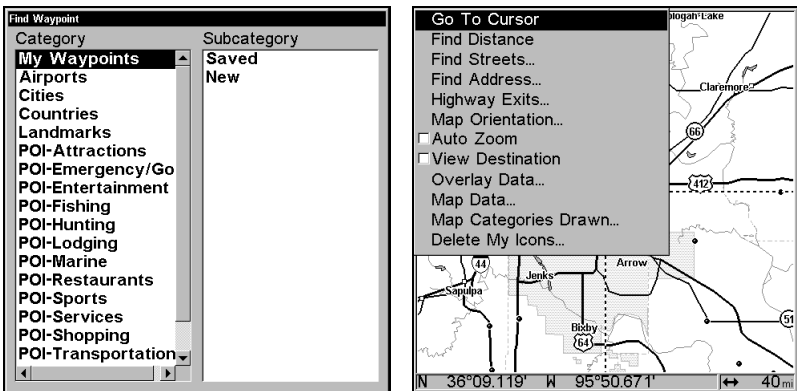 Find Waypoint
Category
Subcategory
My Waypoints
Airports
Cities
Countries
Landmarks
POI-Attractions
POI-Emergency/Go
POI-Entertainment
POI-Fishing
POI-Hunting
POI-Lodging
POI-Marine
POI-Restaurants
POI-Sports
POI-Services
POI-Shopping
POI-Transportation
Saved
New
Go To Cursor
Find Distance
Find Streets...
Find Address...
Highway Exits...
Map Orientation...
Auto Zoom
View Destination
Overlay Data...
Map Data...
Map Categories Drawn...
Delete My Icons...
Lake
Claremore
66
412
44
Arrow
Jenks
Sapulpa
51
Bixby
64
N 36°09.119' W 95°50.671' ↔ 40mi